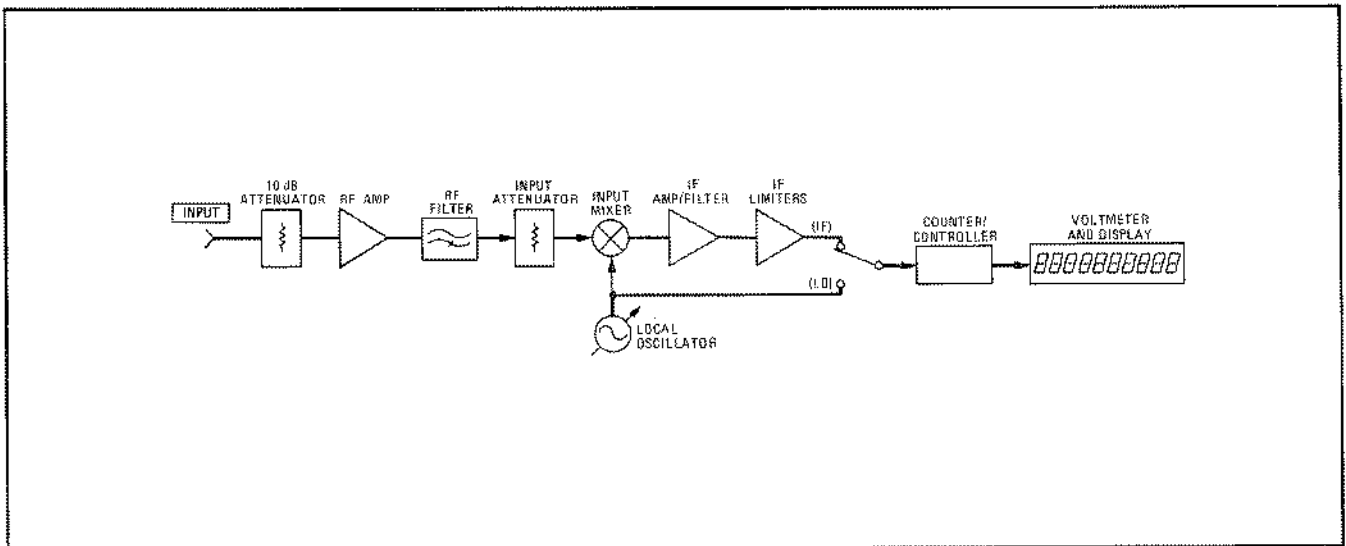 INPUT
10 dB
ATTENUATOR
RF AMP
RF
FILTER
INPUT
ATTENUATOR
INPUT
MIXER
IF
AMP/FILTER
IF
LIMITERS
(IF)
(LO)
LOCAL
OSCILLATOR
COUNTER/
CONTROLLER
VOLTMETER
AND DISPLAY
8888888888